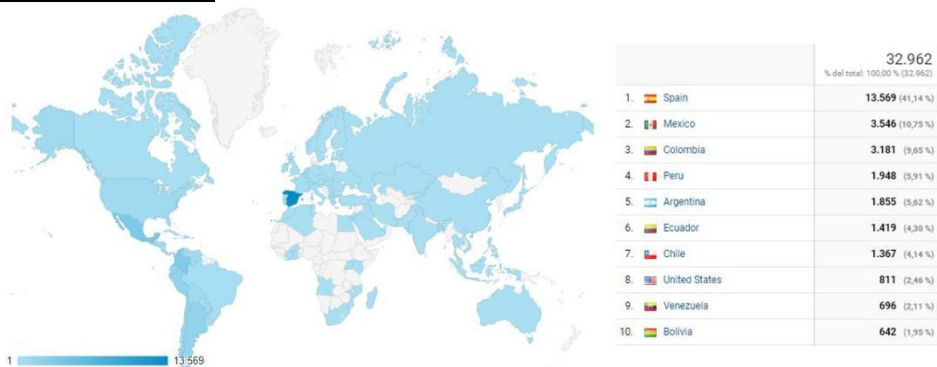 32.962
% del total: 100,00 % (32.962)
1. Spain 13.569 (41,14 %)
2. Mexico 3.546 (10,75 %)
3. Colombia 3.181 (9,65 %)
4. Peru 1.948 (5,91 %)
5. Argentina 1.855 (5,62 %)
6. Ecuador 1.419 (4,30 %)
7. Chile 1.367 (4,14 %)
8. United States 811 (2,46 %)
9. Venezuela 696 (2,11 %)
10. Bolivia 642 (1,95 %)
1 13.569